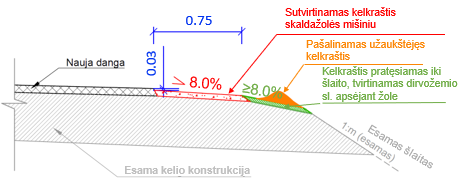 Sutvirtinamas kelkraštis
skaldažolės mišiniu
0.75
Pašalinamas užaukštėjęs
kelkraštis
Nauja danga
0.03
≥ 8.0%
≥8.0%
Kelkraštis pratęsiamas iki
šlaito, tvirtinamas dirvožemio
sl. apsėjant žole
Esamas šlaitas
1:m (esamas)
Esama kelio konstrukcija